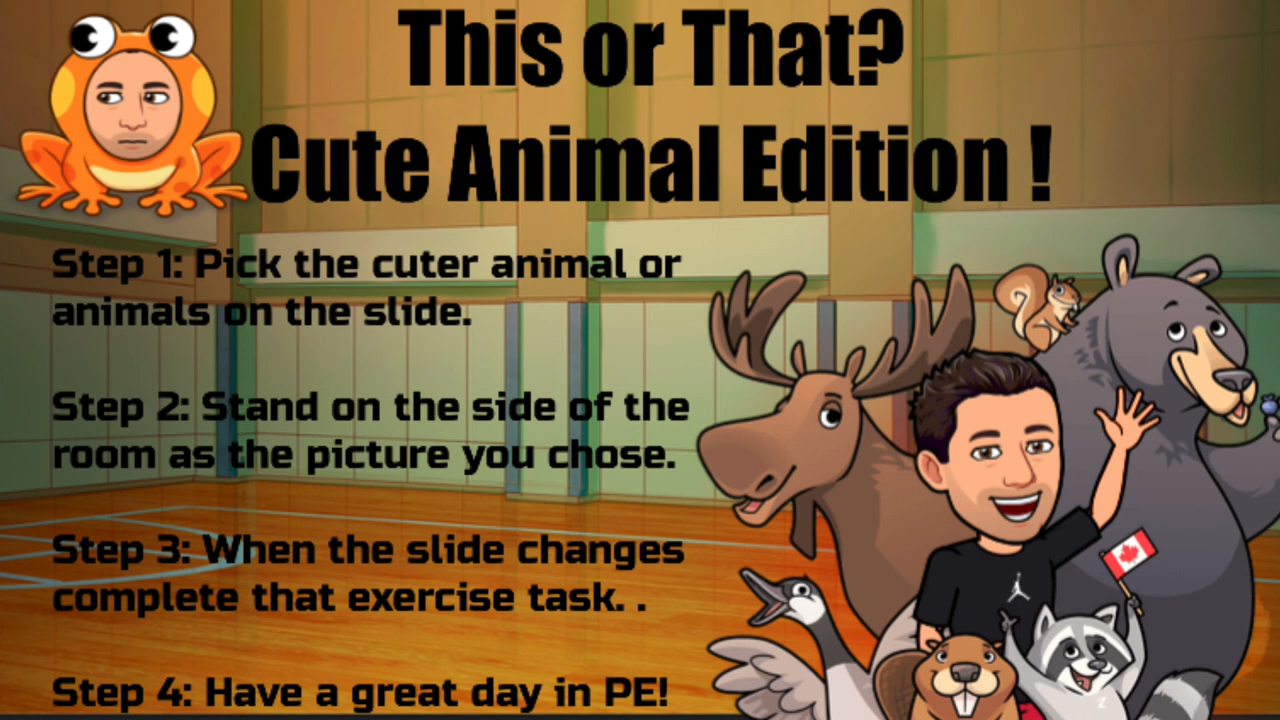 This or That?
Cute Animal Edition !
Step 1: Pick the cuter animal or
animals on the slide.
Step 2: Stand on the side of the
room as the picture you chose.
Step 3: When the slide changes
complete that exercise task. .
Step 4: Have a great day in PE!